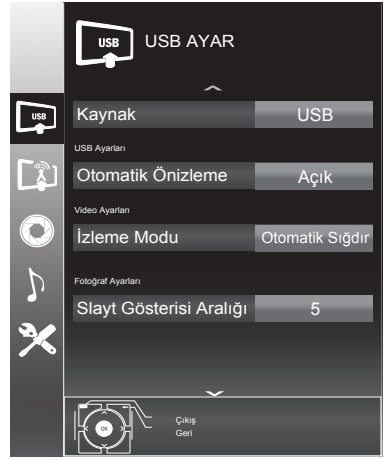 USB USB AYAR
USB
Kaynak USB
USB Ayarları
Otomatik Önizleme Açık
Video Ayarları
İzleme Modu Otomatik Sığdır
Fotoğraf Ayarları
Slayt Gösterisi Aralığı 5
OK
Çıkış
Geri